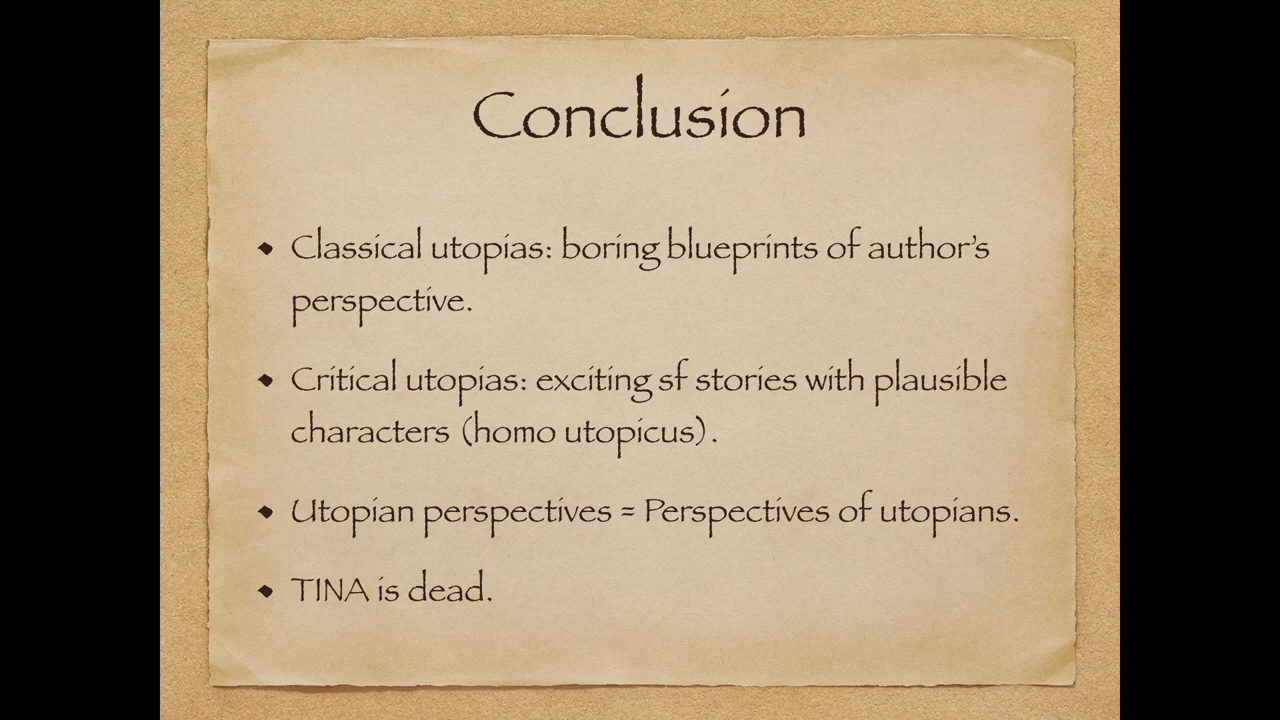 Conclusion
• Classical utopias: boring blueprints of author’s
perspective.
• Critical utopias: exciting sf stories with plausible
characters (homo utopicus).
• Utopian perspectives = Perspectives of utopians.
• TINA is dead.